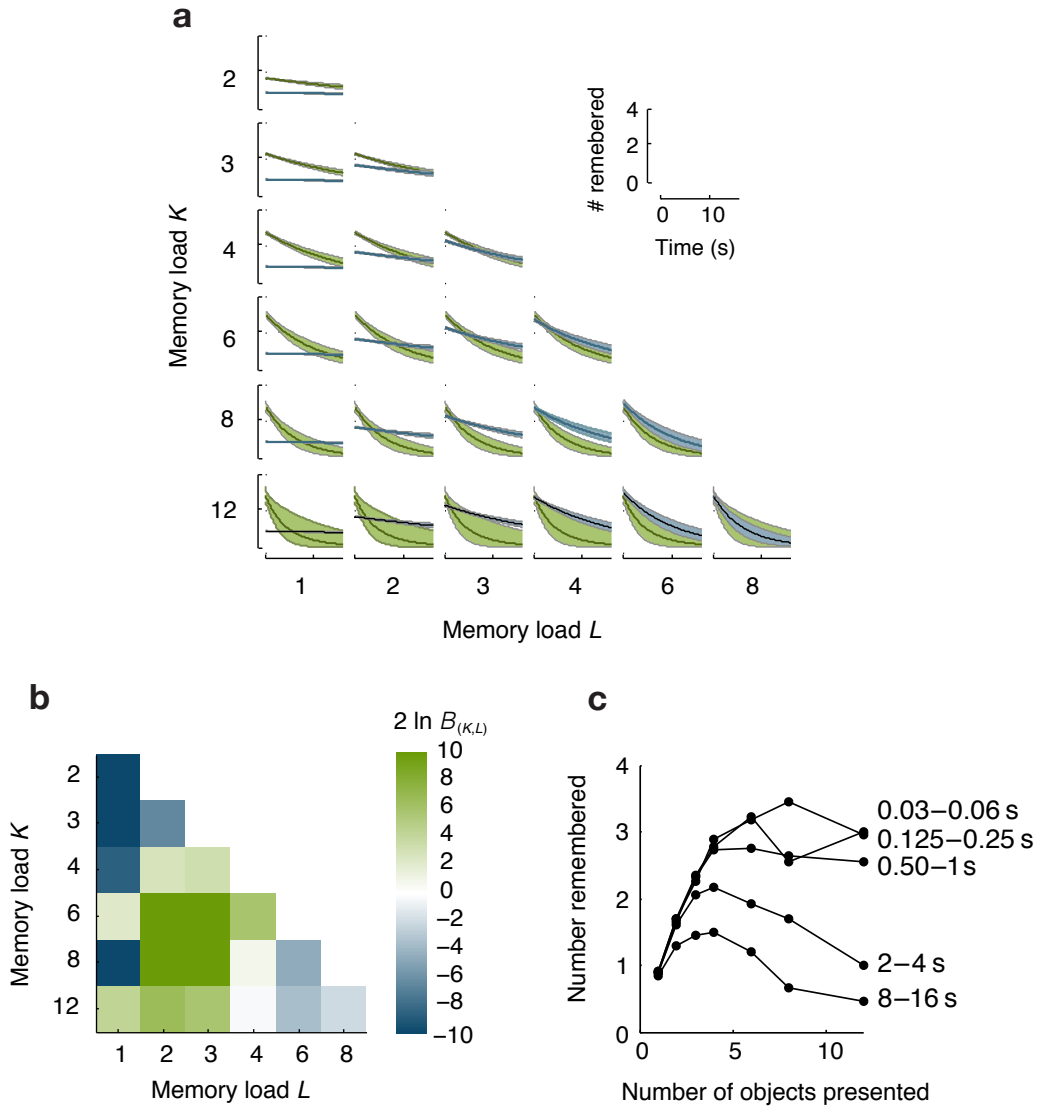 a
2
3
4
6
8
12
Memory load K
1 2 3 4 6 8
Memory load L
# remebered
4
2
0
0 10
Time (s)
b
2 ln B(K,L)
10
8
6
4
2
0
−2
−4
−6
−8
−10
Memory load K
2
3
4
6
8
12
1 2 3 4 6 8
Memory load L
c
Number remembered
4
3
2
1
0
0 5 10
Number of objects presented
0.03−0.06 s
0.125−0.25 s
0.50−1s
2−4 s
8−16 s